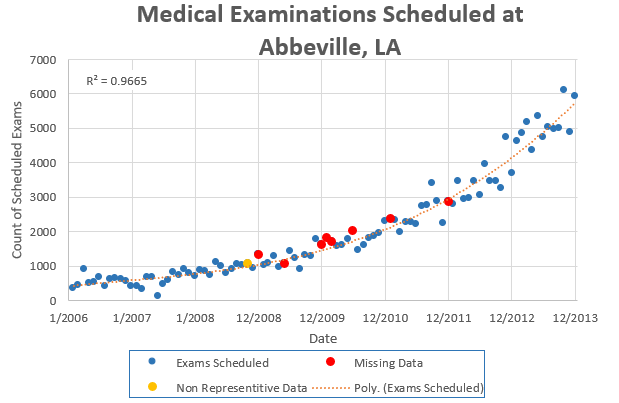 Medical Examinations Scheduled at
Abbeville, LA
7000
R² = 0.9665
6000
5000
4000
3000
2000
1000
0
Count of Scheduled Exams
1/2006 1/2007 1/2008 12/2008 12/2009 12/2010 12/2011 12/2012 12/2013
Date
Exams Scheduled Missing Data
Non Representitive Data Poly. (Exams Scheduled)